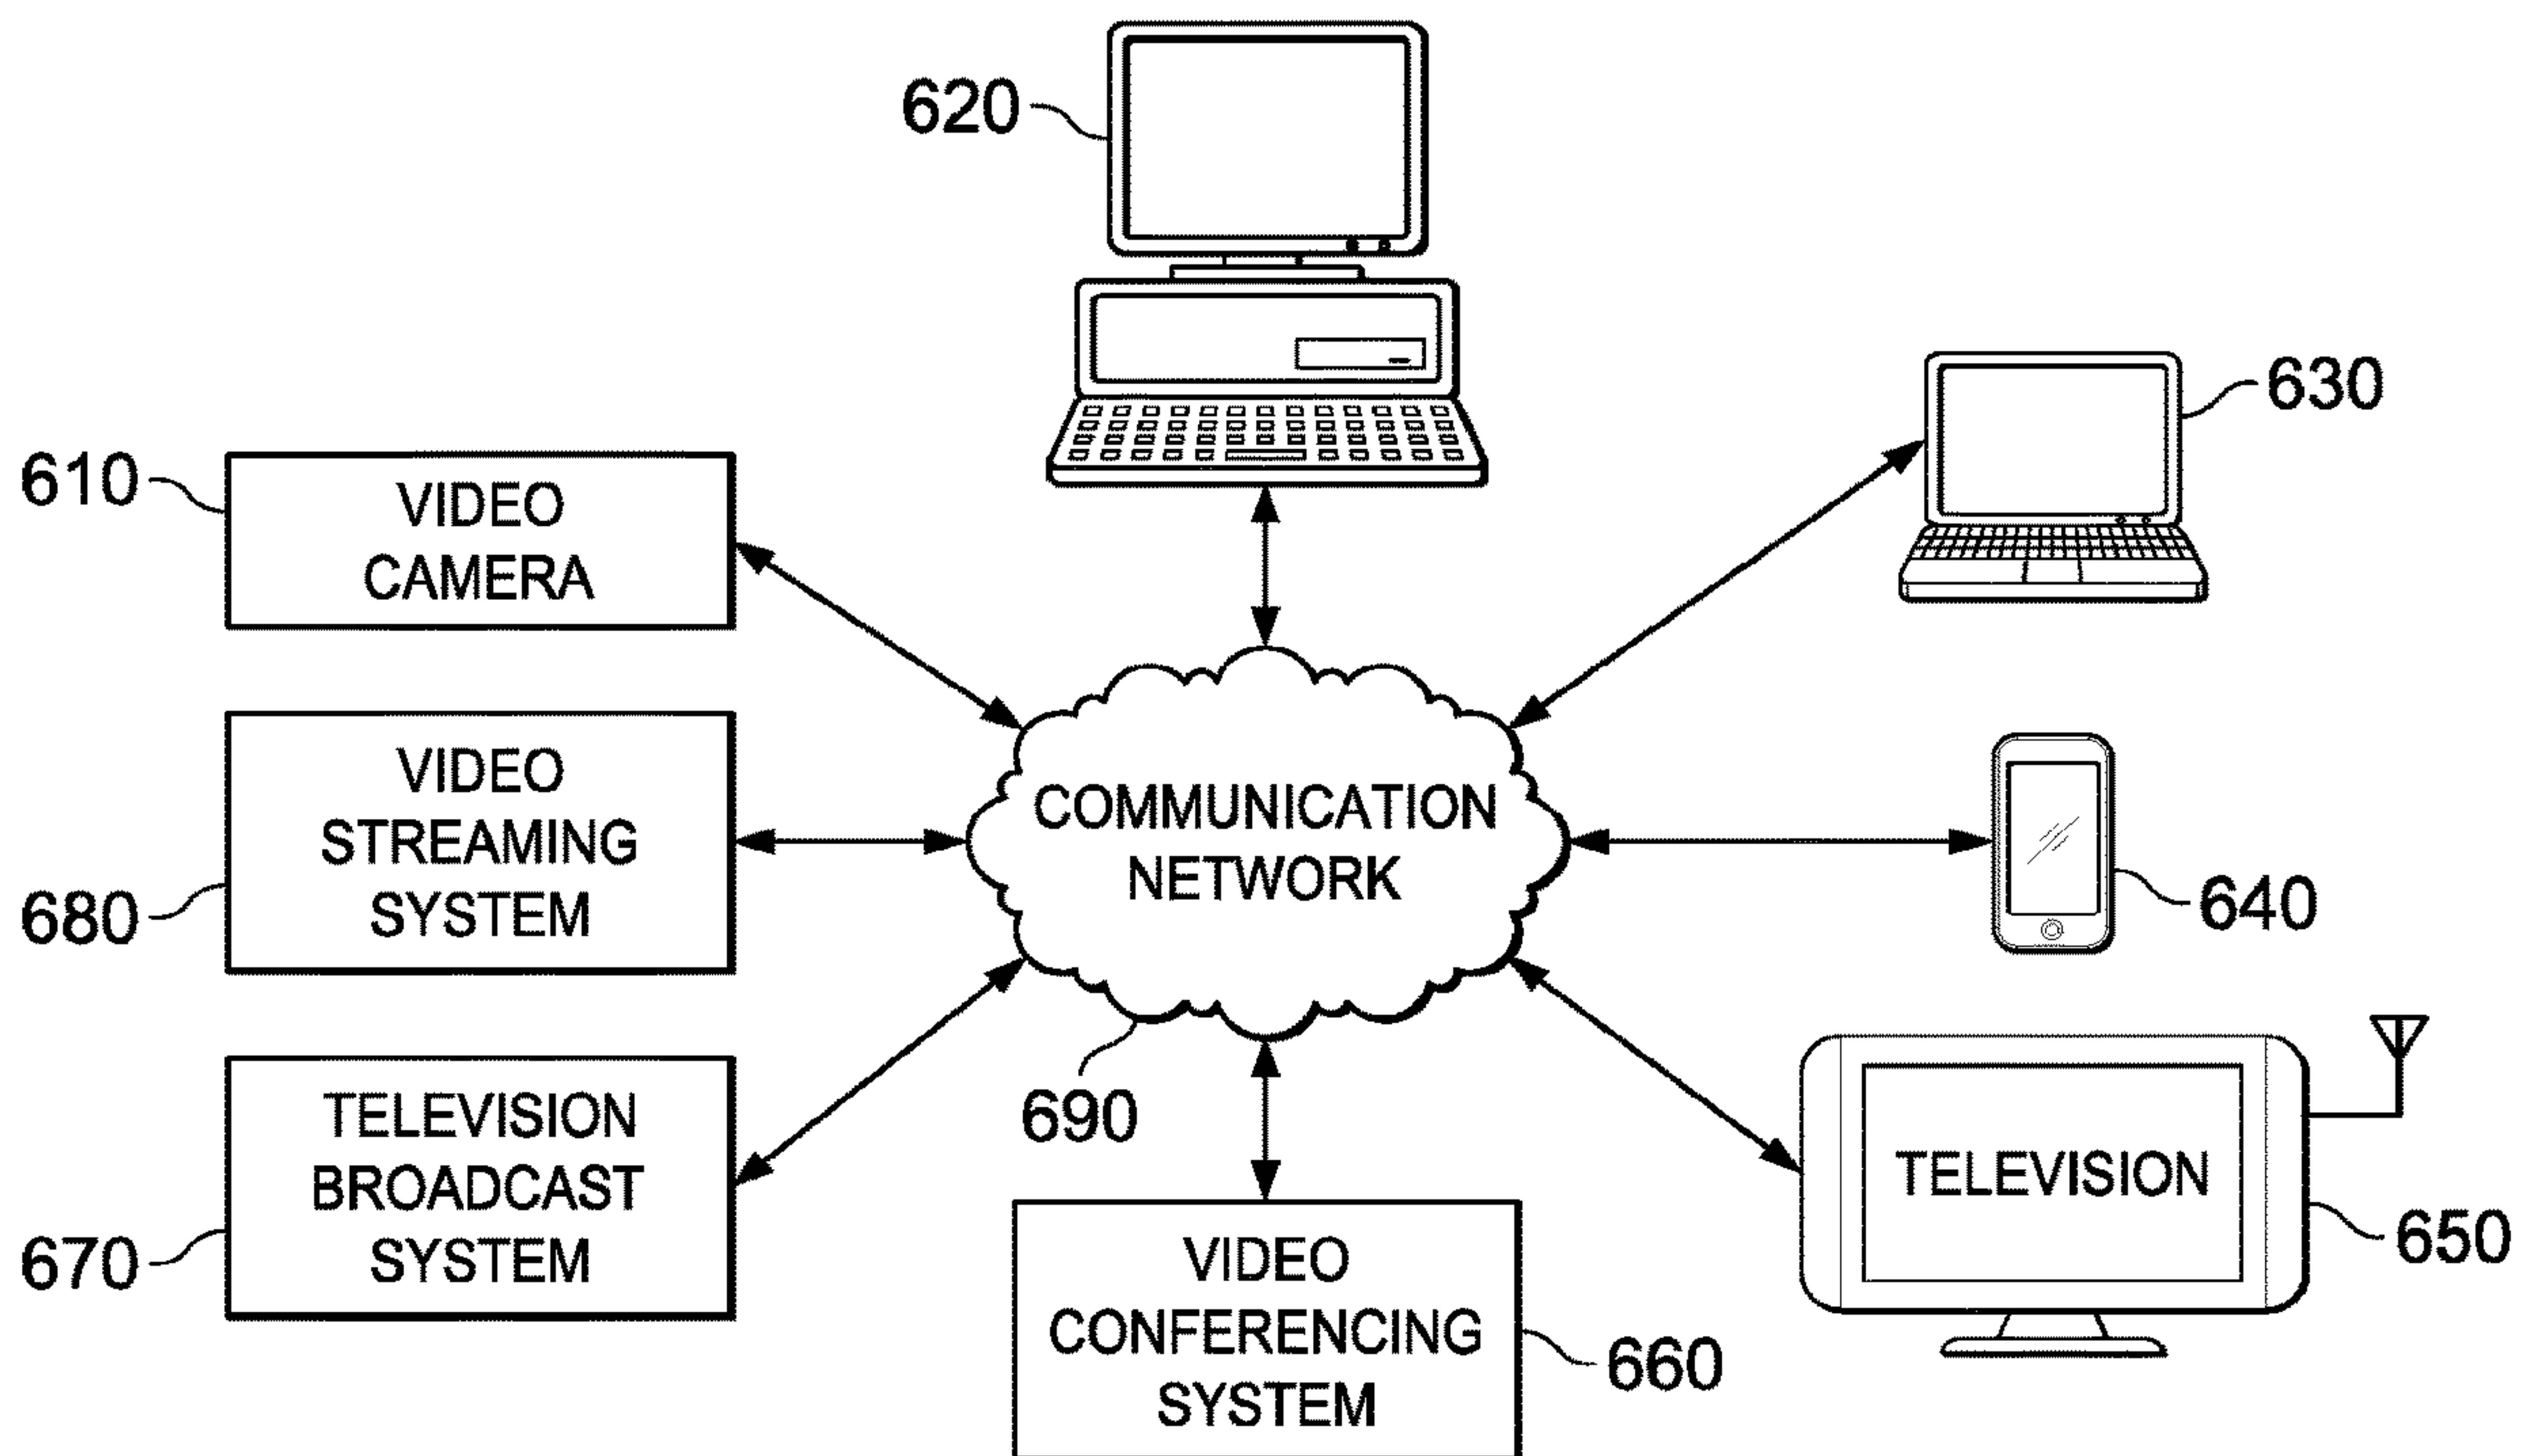 620
630
610
VIDEO
CAMERA
VIDEO
STREAMING
SYSTEM
680
COMMUNICATION
NETWORK
640
690
TELEVISION
BROADCAST
SYSTEM
670
TELEVISION
650
VIDEO
CONFERENCING
SYSTEM
660